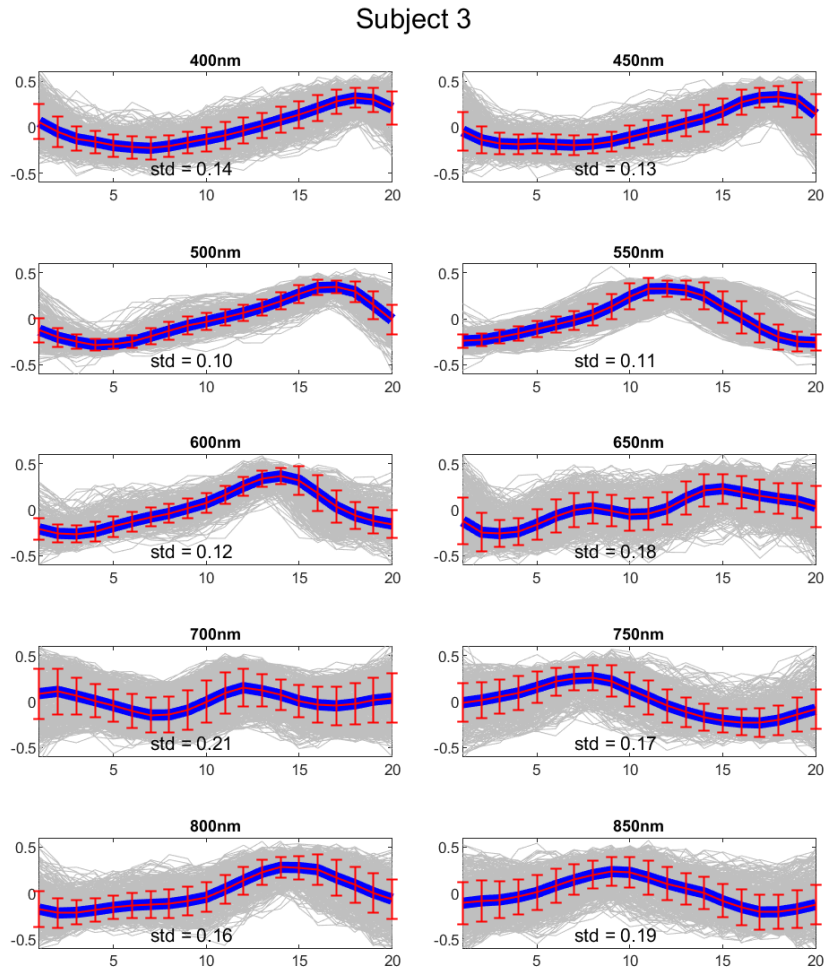 Subject 3
400nm 450nm
0.5 0.5
0 0
-0.5 std = 0.14 -0.5 std = 0.13
5 10 15 20 5 10 15 20
500nm 550nm
0.5 0.5
0 0
-0.5 std = 0.10 -0.5 std = 0.11
5 10 15 20 5 10 15 20
600nm 650nm
0.5 0.5
0 0
-0.5 std = 0.12 -0.5 std = 0.18
5 10 15 20 5 10 15 20
700nm 750nm
0.5 0.5
0 0
-0.5 std = 0.21 -0.5 std = 0.17
5 10 15 20 5 10 15 20
800nm 850nm
0.5 0.5
0 0
-0.5 std = 0.16 -0.5 std = 0.19
5 10 15 20 5 10 15 20